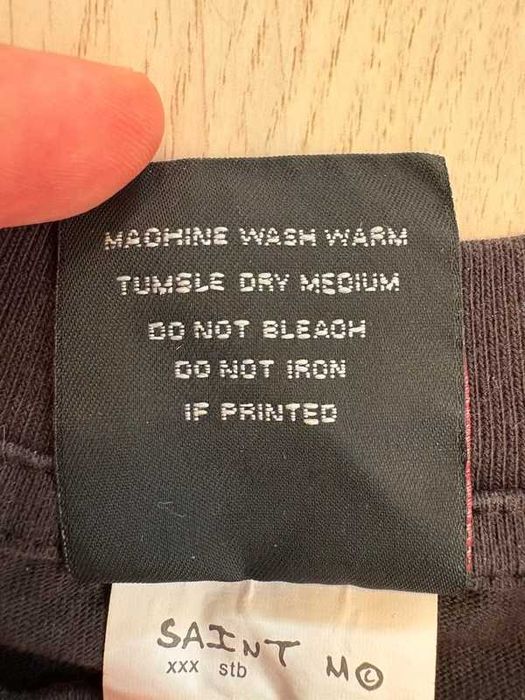 MACHINE WASH WARM
TUMBLE DRY MEDIUM
DO NOT BLEACH
DO NOT IRON
IF PRINTED
SAINT M©
xxx stb